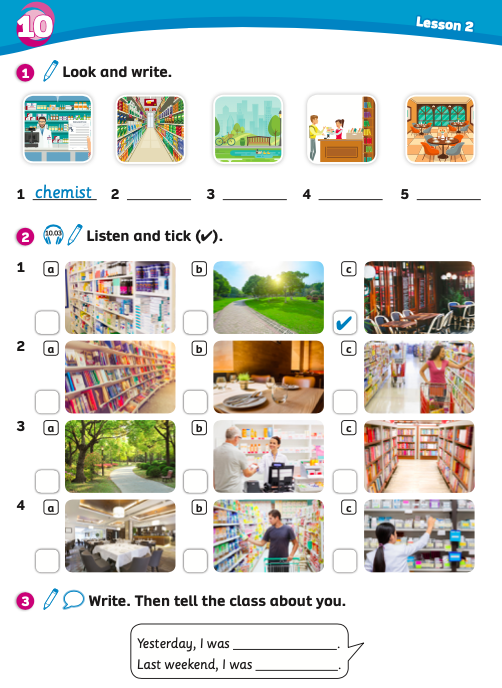 10
Lesson 2
1 Look and write.
1 chemist 2 ________ 3 ________ 4 ________ 5 ________
2 10.03 Listen and tick (✔).
1 a b c ✔
2 a b c
3 a b c
4 a b c
3 Write. Then tell the class about you.
Yesterday, I was ________________.
Last weekend, I was ____________.